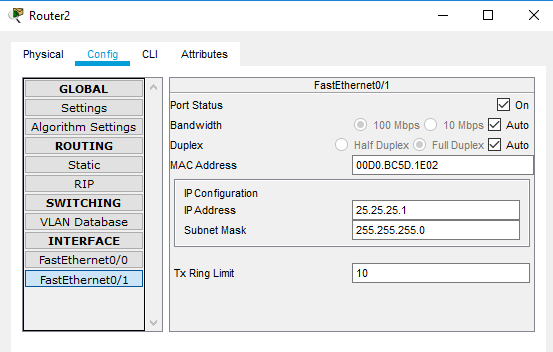 Router2
Physical Config CLI Attributes
GLOBAL
Settings
Algorithm Settings
ROUTING
Static
RIP
SWITCHING
VLAN Database
INTERFACE
FastEthernet0/0
FastEthernet0/1
FastEthernet0/1
Port Status On
Bandwidth 100 Mbps 10 Mbps Auto
Duplex Half Duplex Full Duplex Auto
MAC Address 00D0.BC5D.1E02
IP Configuration
IP Address 25.25.25.1
Subnet Mask 255.255.255.0
Tx Ring Limit 10